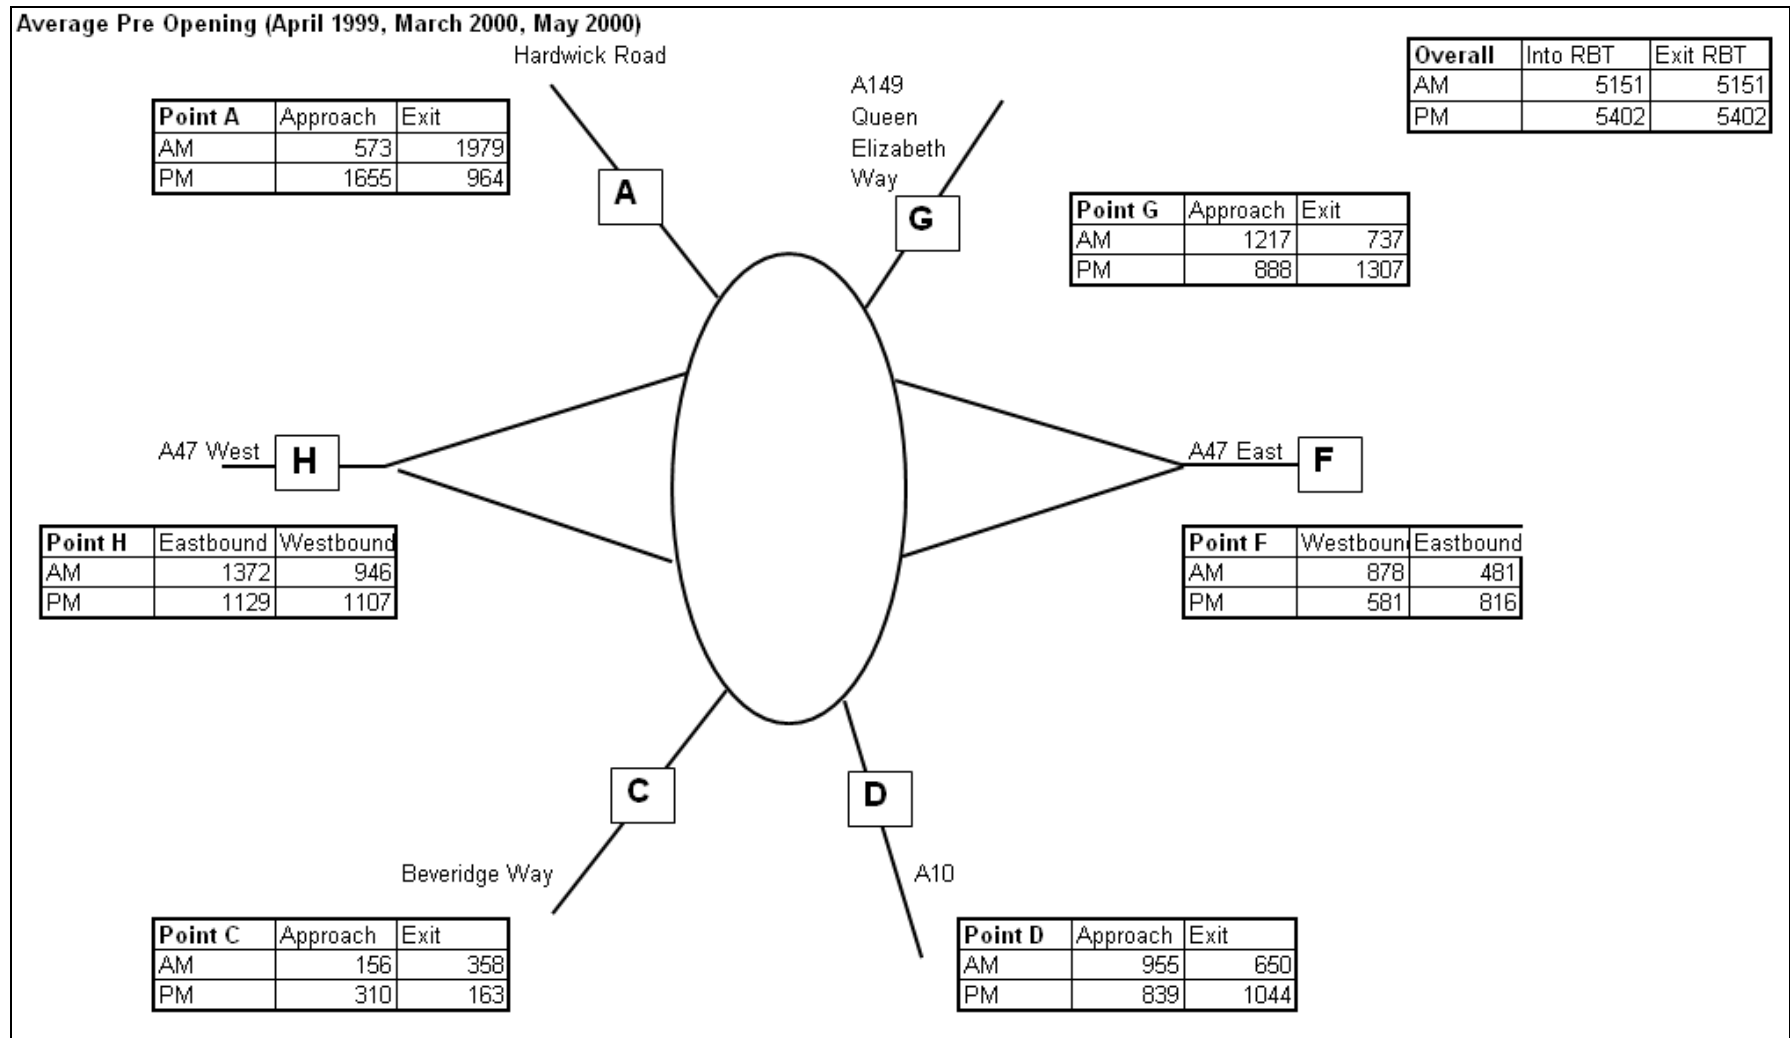 Average Pre Opening (April 1999, March 2000, May 2000)
Hardwick Road
A149
Queen
Elizabeth
Way
Overall Into RBT Exit RBT
AM 5151 5151
PM 5402 5402
Point A Approach Exit
AM 573 1979
PM 1655 964
A
G
Point G Approach Exit
AM 1217 737
PM 888 1307
A47 West
H
A47 East
F
Point H Eastbound Westbound
AM 1372 946
PM 1129 1107
Point F Westboun Eastbound
AM 878 481
PM 581 816
C
D
Beveridge Way
A10
Point C Approach Exit
AM 156 358
PM 310 163
Point D Approach Exit
AM 955 650
PM 839 1044